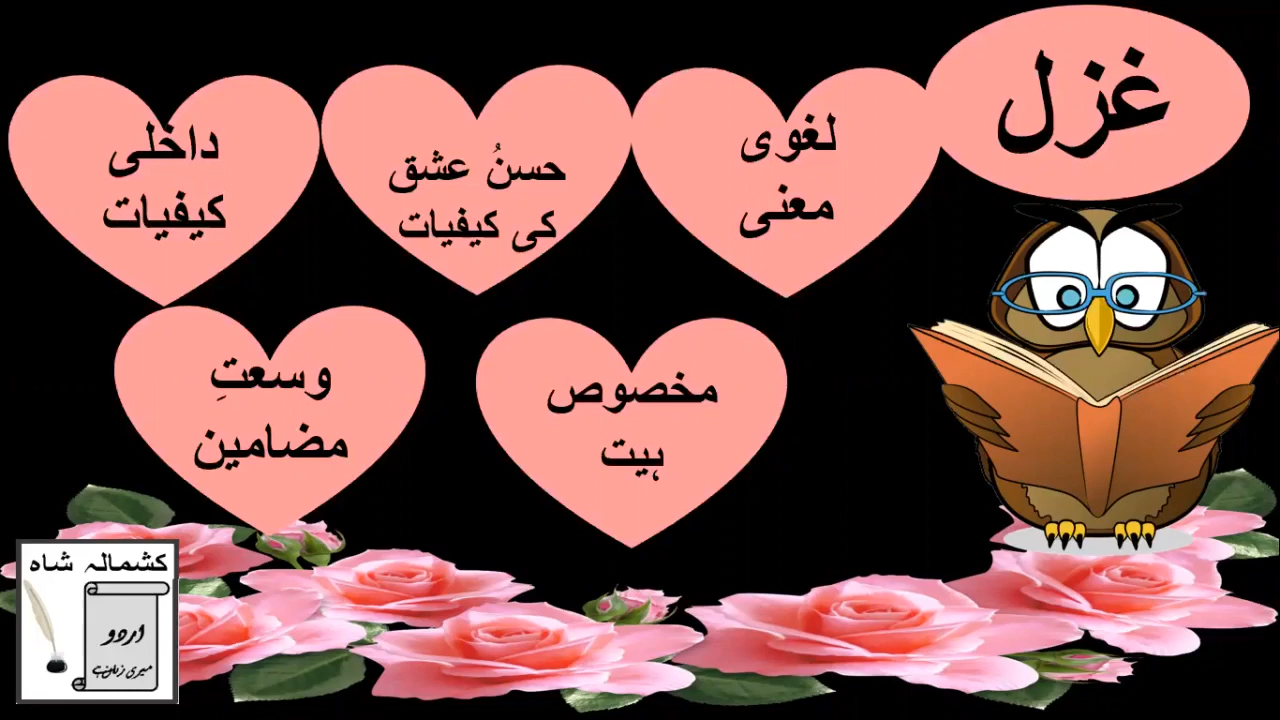 غزل
لغوی
معنی
حسنُ عشق
کی کیفیات
داخلی
کیفیات
مخصوص
ہیت
وسعتِ
مضامین
کشمالہ شاہ
اردو
میری زبان ہے